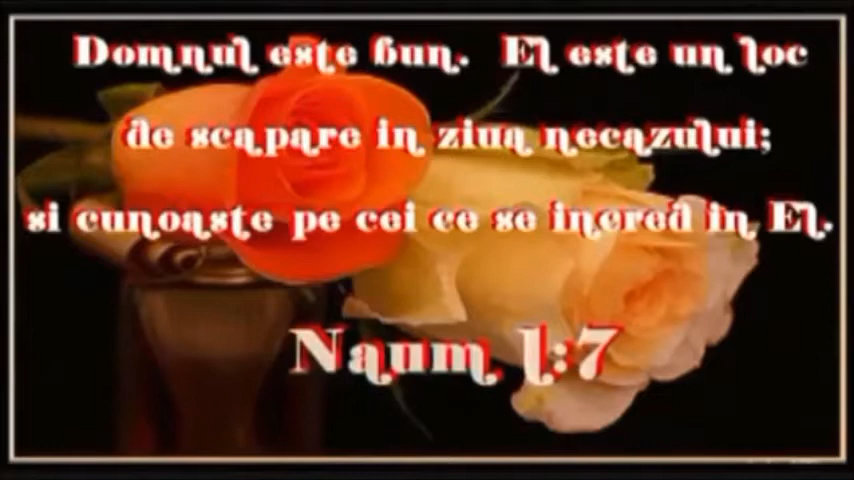 Domnul este bun. El este un loc
de scapare in ziua necazului;
si cunoaste pe cei ce se incred in El.
Naum 1:7